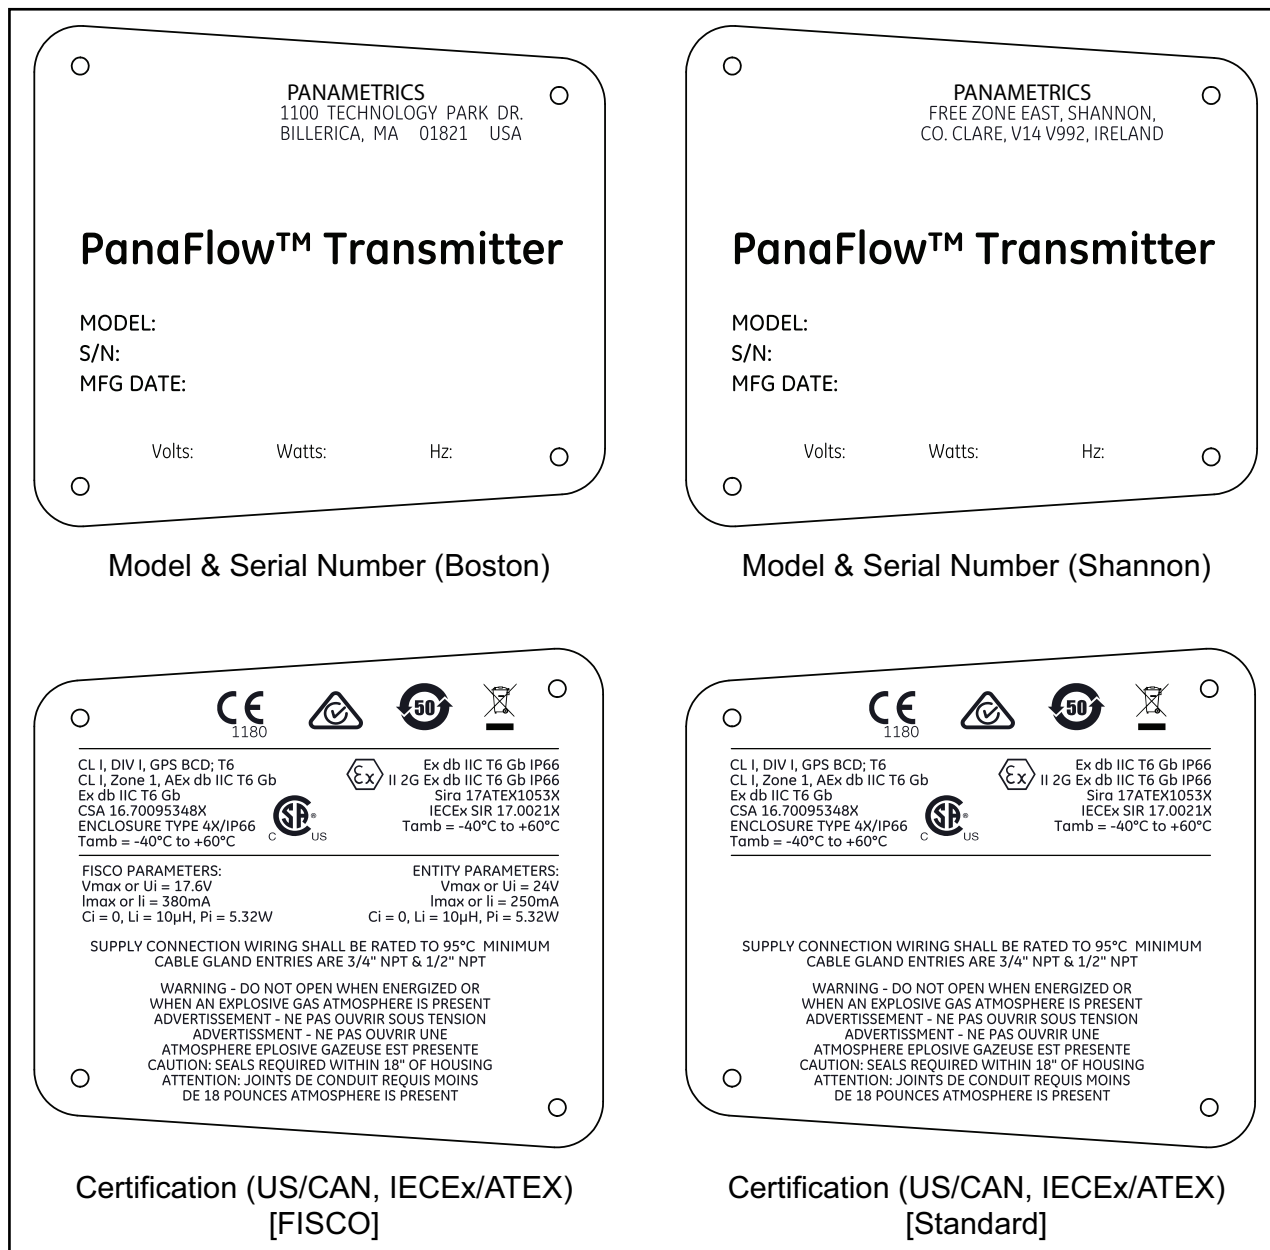 PANAMETRICS
1100 TECHNOLOGY PARK DR.
BILLERICA, MA 01821 USA
PanaFlow™ Transmitter
MODEL:
S/N:
MFG DATE:
Volts: Watts: Hz:
Model & Serial Number (Boston)
PANAMETRICS
FREE ZONE EAST, SHANNON,
CO. CLARE, V14 V992, IRELAND
PanaFlow™ Transmitter
MODEL:
S/N:
MFG DATE:
Volts: Watts: Hz:
Model & Serial Number (Shannon)
CE
1180
50
CL I, DIV I, GPS BCD; T6
CL I, Zone 1, AEx db IIC T6 Gb
Ex db IIC T6 Gb
CSA 16.70095348X
ENCLOSURE TYPE 4X/IP66
Tamb = -40°C to +60°C
C SA® US
Ex
Ex db IIC T6 Gb IP66
II 2G Ex db IIC T6 Gb IP66
Sira 17ATEX1053X
IECEx SIR 17.0021X
Tamb = -40°C to +60°C
FISCO PARAMETERS:
Vmax or Ui = 17.6V
lmax or li = 380mA
Ci = 0, Li = 10µH, Pi = 5.32W
ENTITY PARAMETERS:
Vmax or Ui = 24V
lmax or li = 250mA
Ci = 0, Li = 10µH, Pi = 5.32W
SUPPLY CONNECTION WIRING SHALL BE RATED TO 95°C MINIMUM
CABLE GLAND ENTRIES ARE 3/4" NPT & 1/2" NPT
WARNING - DO NOT OPEN WHEN ENERGIZED OR
WHEN AN EXPLOSIVE GAS ATMOSPHERE IS PRESENT
ADVERTISSEMENT - NE PAS OUVRIR SOUS TENSION
ADVERTISSMENT - NE PAS OUVRIR UNE
ATMOSPHERE EPLOSIVE GAZEUSE EST PRESENTE
CAUTION: SEALS REQUIRED WITHIN 18" OF HOUSING
ATTENTION: JOINTS DE CONDUIT REQUIS MOINS
DE 18 POUNCES ATMOSPHERE IS PRESENT
Certification (US/CAN, IECEx/ATEX)
[FISCO]
CE
1180
50
CL I, DIV I, GPS BCD; T6
CL I, Zone 1, AEx db IIC T6 Gb
Ex db IIC T6 Gb
CSA 16.70095348X
ENCLOSURE TYPE 4X/IP66
Tamb = -40°C to +60°C
C SA® US
Ex
Ex db IIC T6 Gb IP66
II 2G Ex db IIC T6 Gb IP66
Sira 17ATEX1053X
IECEx SIR 17.0021X
Tamb = -40°C to +60°C
SUPPLY CONNECTION WIRING SHALL BE RATED TO 95°C MINIMUM
CABLE GLAND ENTRIES ARE 3/4" NPT & 1/2" NPT
WARNING - DO NOT OPEN WHEN ENERGIZED OR
WHEN AN EXPLOSIVE GAS ATMOSPHERE IS PRESENT
ADVERTISSEMENT - NE PAS OUVRIR SOUS TENSION
ADVERTISSMENT - NE PAS OUVRIR UNE
ATMOSPHERE EPLOSIVE GAZEUSE EST PRESENTE
CAUTION: SEALS REQUIRED WITHIN 18" OF HOUSING
ATTENTION: JOINTS DE CONDUIT REQUIS MOINS
DE 18 POUNCES ATMOSPHERE IS PRESENT
Certification (US/CAN, IECEx/ATEX)
[Standard]